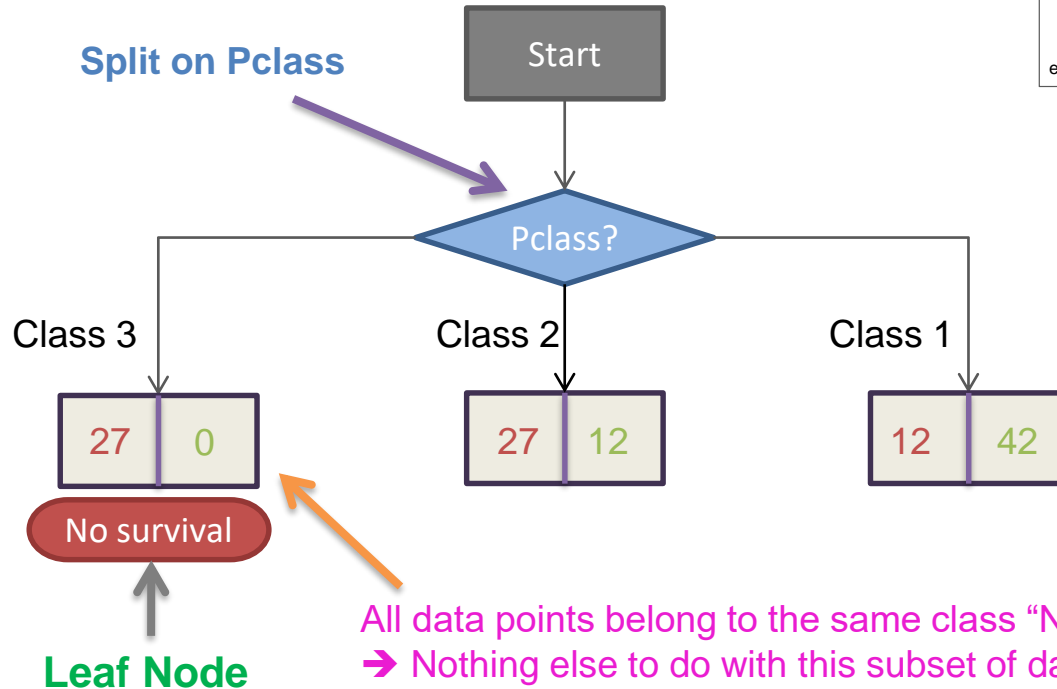 Start
e
Split on Pclass
Pclass?
Class 3
Class 2
Class 1
27 0
27 12
12 42
No survival
All data points belong to the same class “N
➔ Nothing else to do with this subset of da
Leaf Node